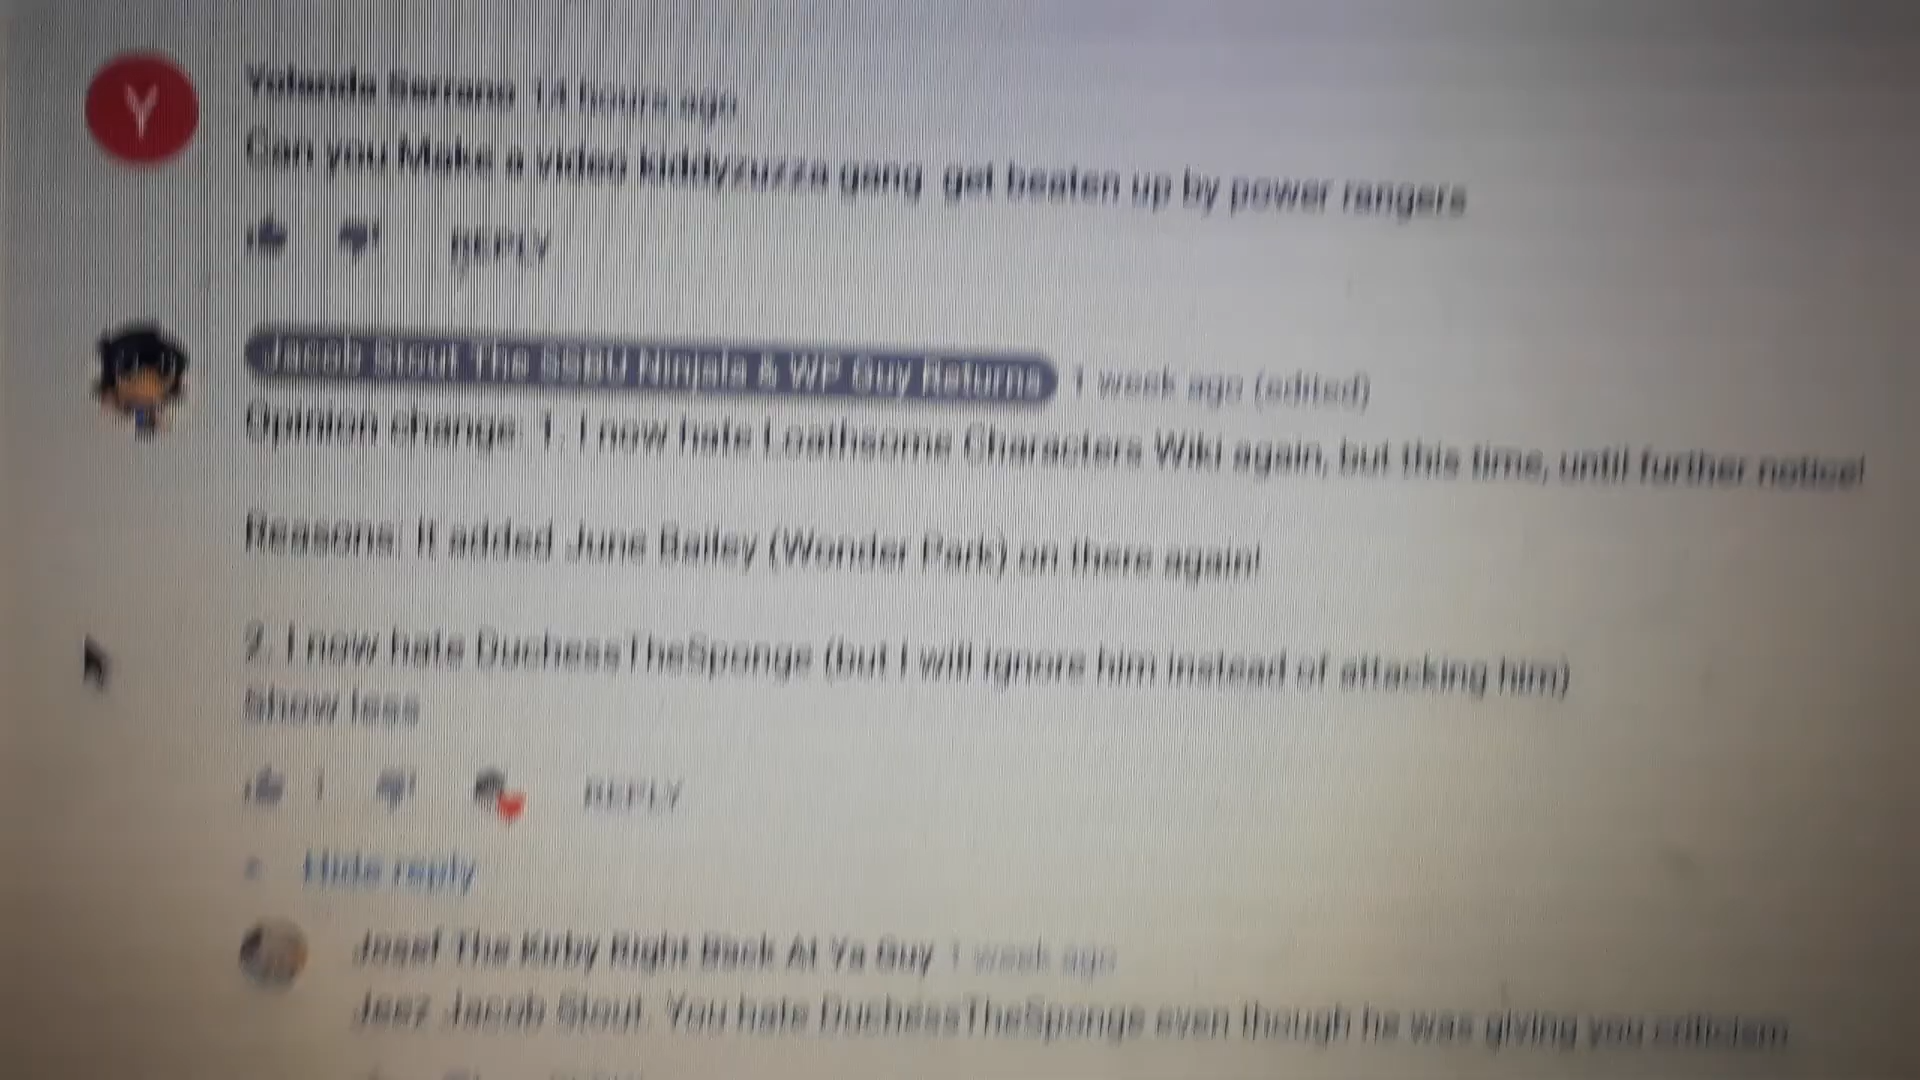 Y
Yolanda Serrano 14 hours ago
Can you Make a video kiddyzuzza gang get beaten up by power rangers
REPLY
Jacob Stout The SSBU Ninjala & WP Guy Returns 1 week ago (edited)
Opinion change: 1. I now hate Loathsome Characters Wiki again, but this time, until further notice!
Reasons: It added June Bailey (Wonder Park) on there again!
2. I now hate DuchessTheSponge (but I will ignore him instead of attacking him)
Show less
1 REPLY
Hide reply
Josef The Kirby Right Back At Ya Guy 1 week ago
Jeez Jacob Stout. You hate DuchessTheSponge even though he was giving you criticism